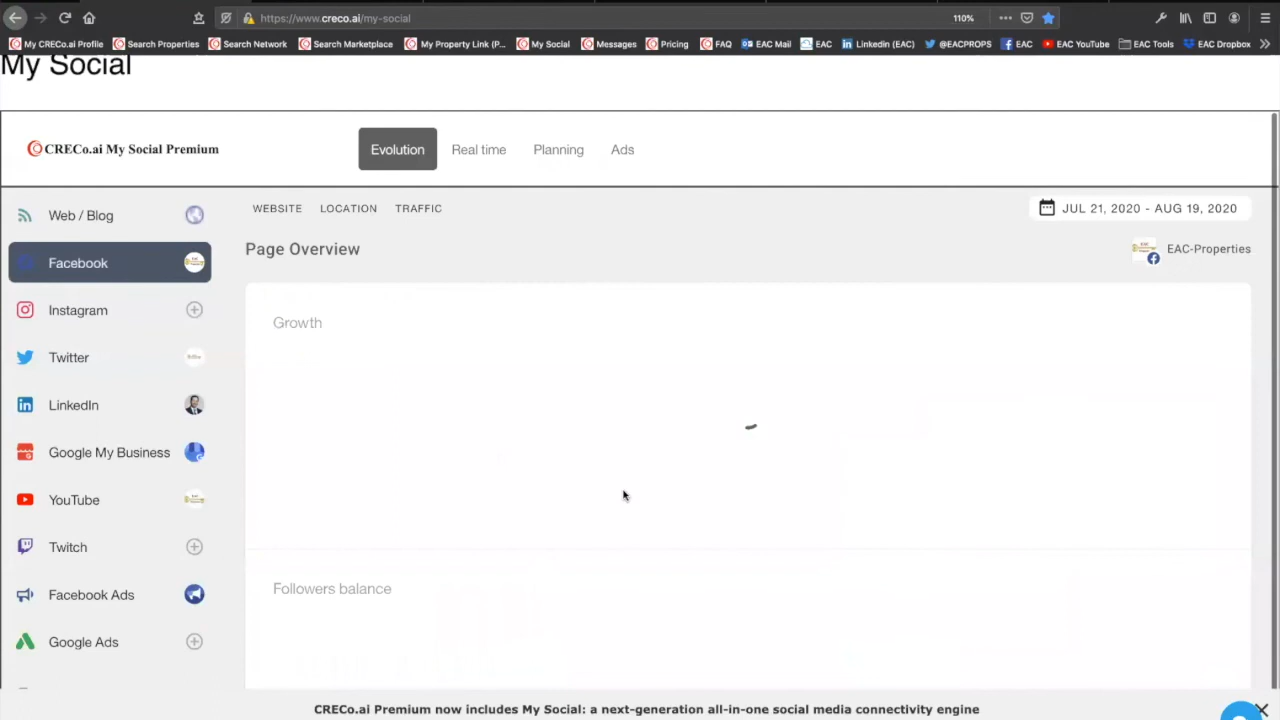 https://www.creco.ai/my-social
110%
My CRECo.ai Profile
Search Properties
Search Network
Search Marketplace
My Property Link (P...
My Social
Messages
Pricing
FAQ
EAC Mail
EAC
Linkedin (EAC)
@EACPROPS
EAC
EAC YouTube
EAC Tools
EAC Dropbox
My Social
CRECo.ai My Social Premium
Evolution
Real time
Planning
Ads
Web / Blog
Facebook
Instagram
Twitter
LinkedIn
Google My Business
YouTube
Twitch
Facebook Ads
Google Ads
WEBSITE
LOCATION
TRAFFIC
JUL 21, 2020 - AUG 19, 2020
Page Overview
EAC-Properties
Growth
Followers balance
CRECo.ai Premium now includes My Social: a next-generation all-in-one social media connectivity engine